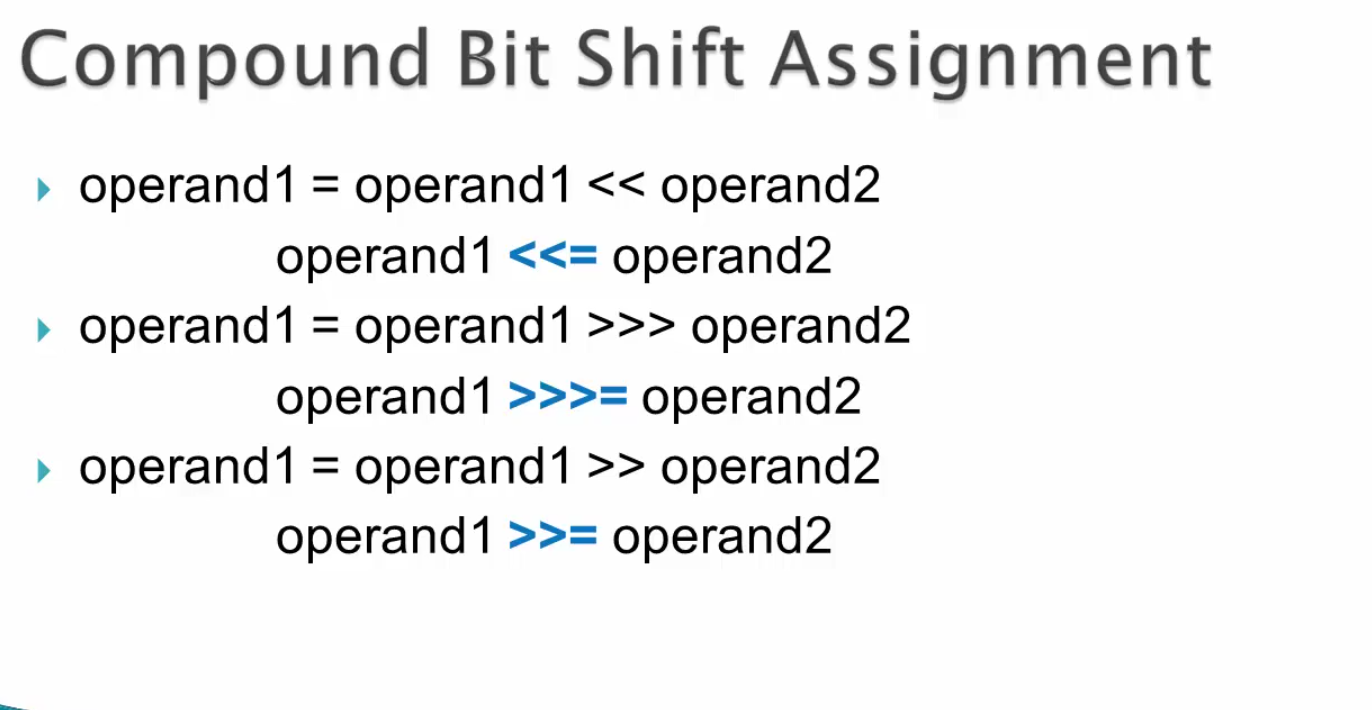 Compound Bit Shift Assignment
operand1 = operand1 << operand2
operand1 <<= operand2
operand1 = operand1 >>> operand2
operand1 >>>= operand2
operand1 = operand1 >> operand2
operand1 >>= operand2